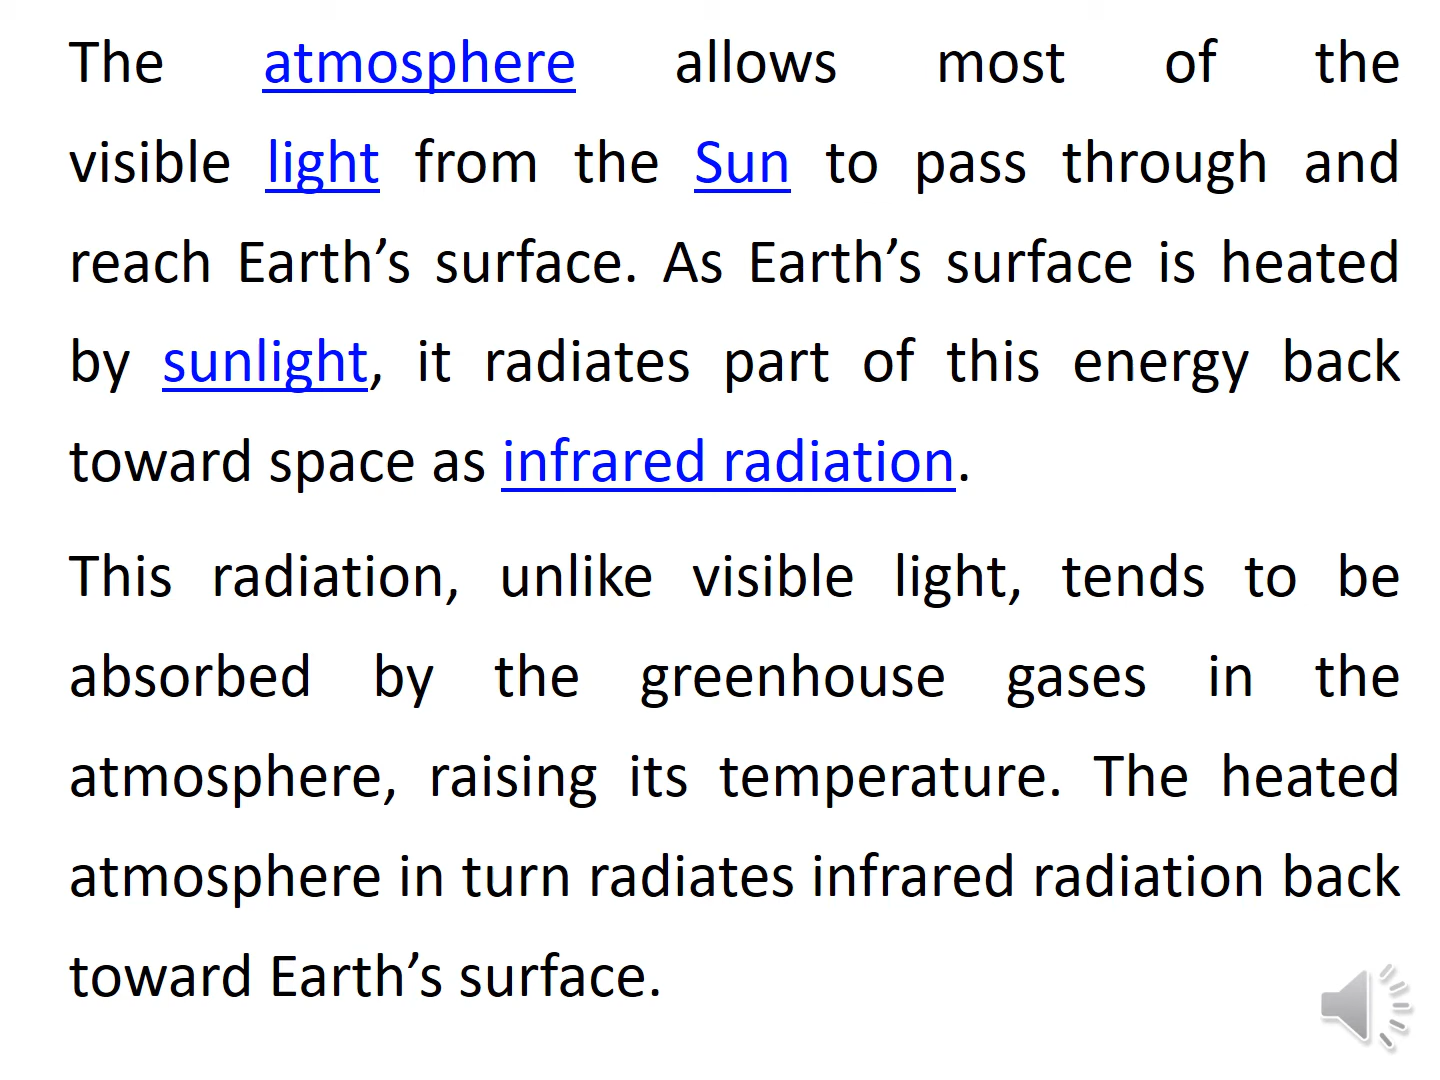 The atmosphere allows most of the
visible light from the Sun to pass through and
reach Earth’s surface. As Earth’s surface is heated
by sunlight, it radiates part of this energy back
toward space as infrared radiation.
This radiation, unlike visible light, tends to be
absorbed by the greenhouse gases in the
atmosphere, raising its temperature. The heated
atmosphere in turn radiates infrared radiation back
toward Earth’s surface.